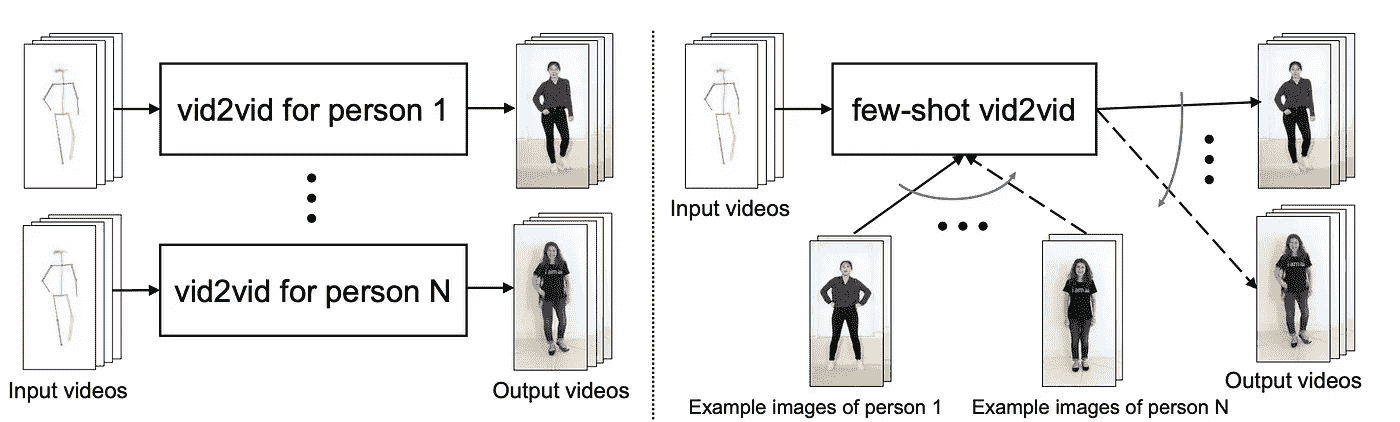 vid2vid for person 1
vid2vid for person N
Input videos
Output videos
Input videos
few-shot vid2vid
Example images of person 1
Example images of person N
Output videos